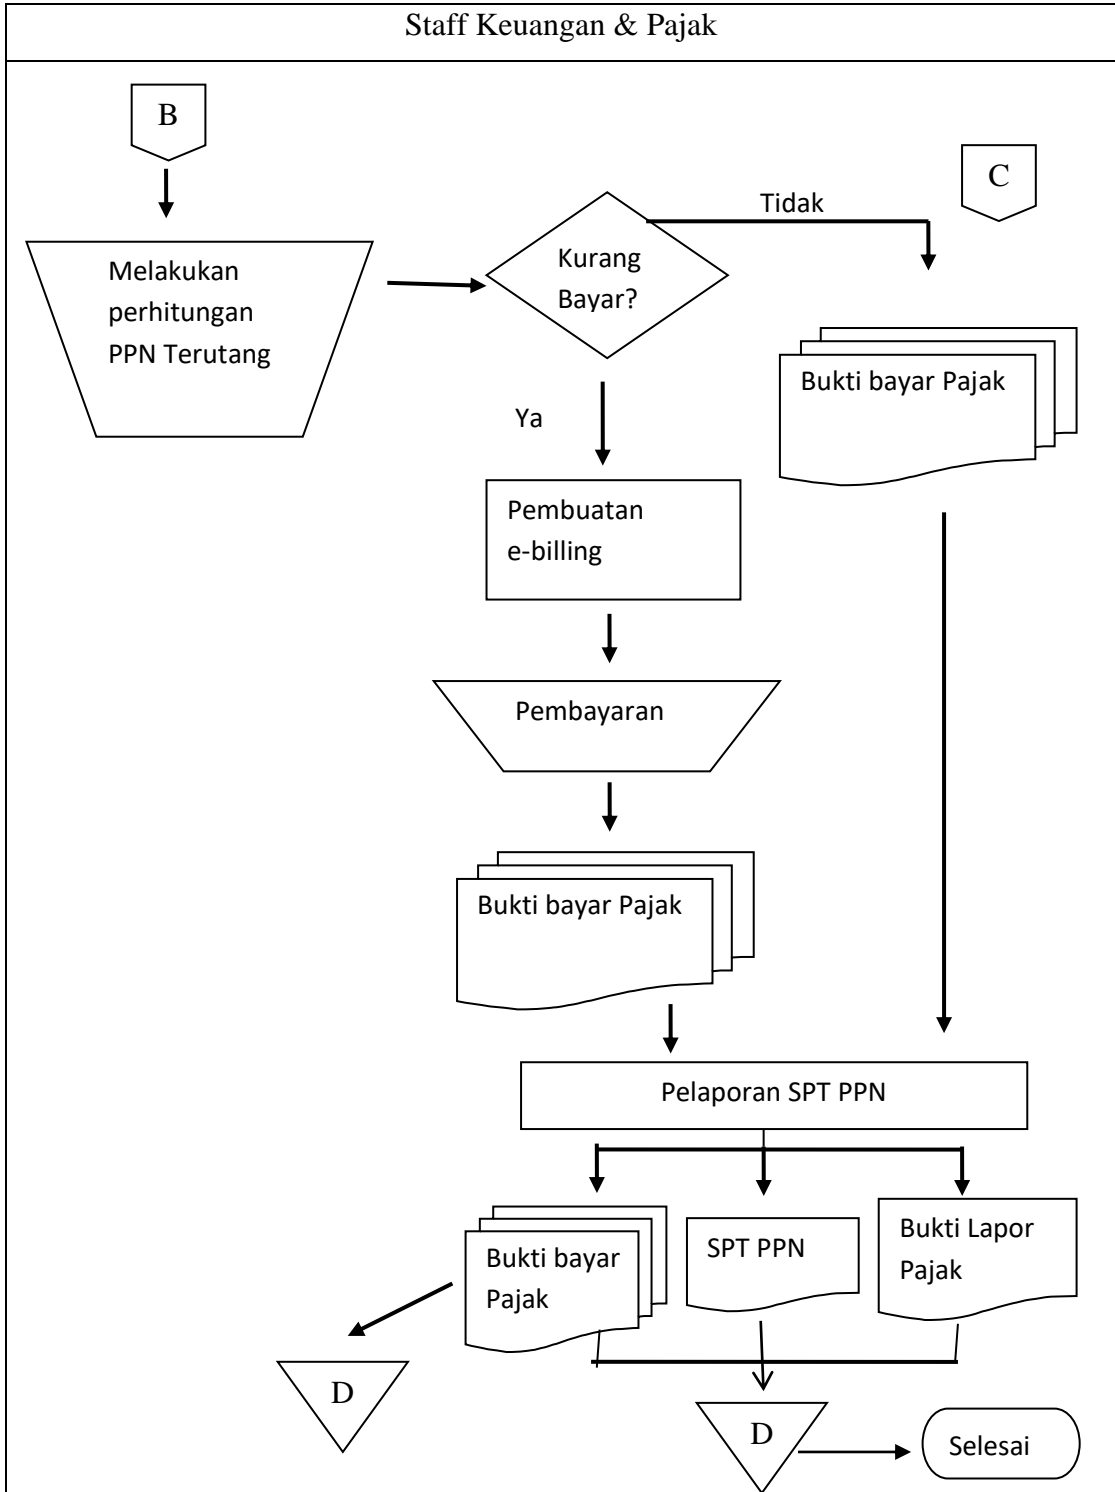 Staff Keuangan & Pajak
B
C
Tidak
Melakukan
perhitungan
PPN Terutang
Kurang
Bayar?
Bukti bayar Pajak
Ya
Pembuatan
e-billing
Pembayaran
Bukti bayar Pajak
Pelaporan SPT PPN
Bukti bayar
Pajak
SPT PPN
Bukti Lapor
Pajak
D
D
Selesai